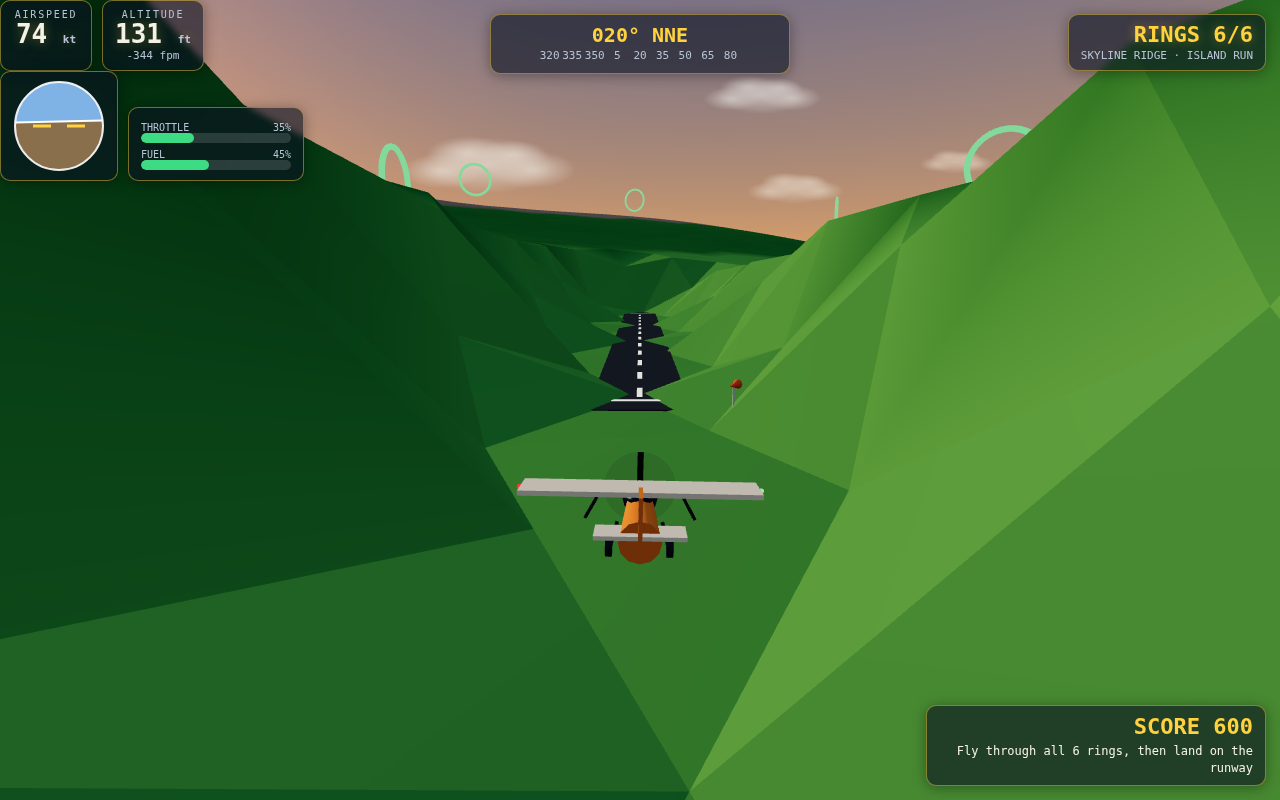 AIRSPEED
74 kt
ALTITUDE
131 ft
-344 fpm
020° NNE
320 335 350 5 20 35 50 65 80
RINGS 6/6
SKYLINE RIDGE · ISLAND RUN
THROTTLE 35%
FUEL 45%
SCORE 600
Fly through all 6 rings, then land on the
runway